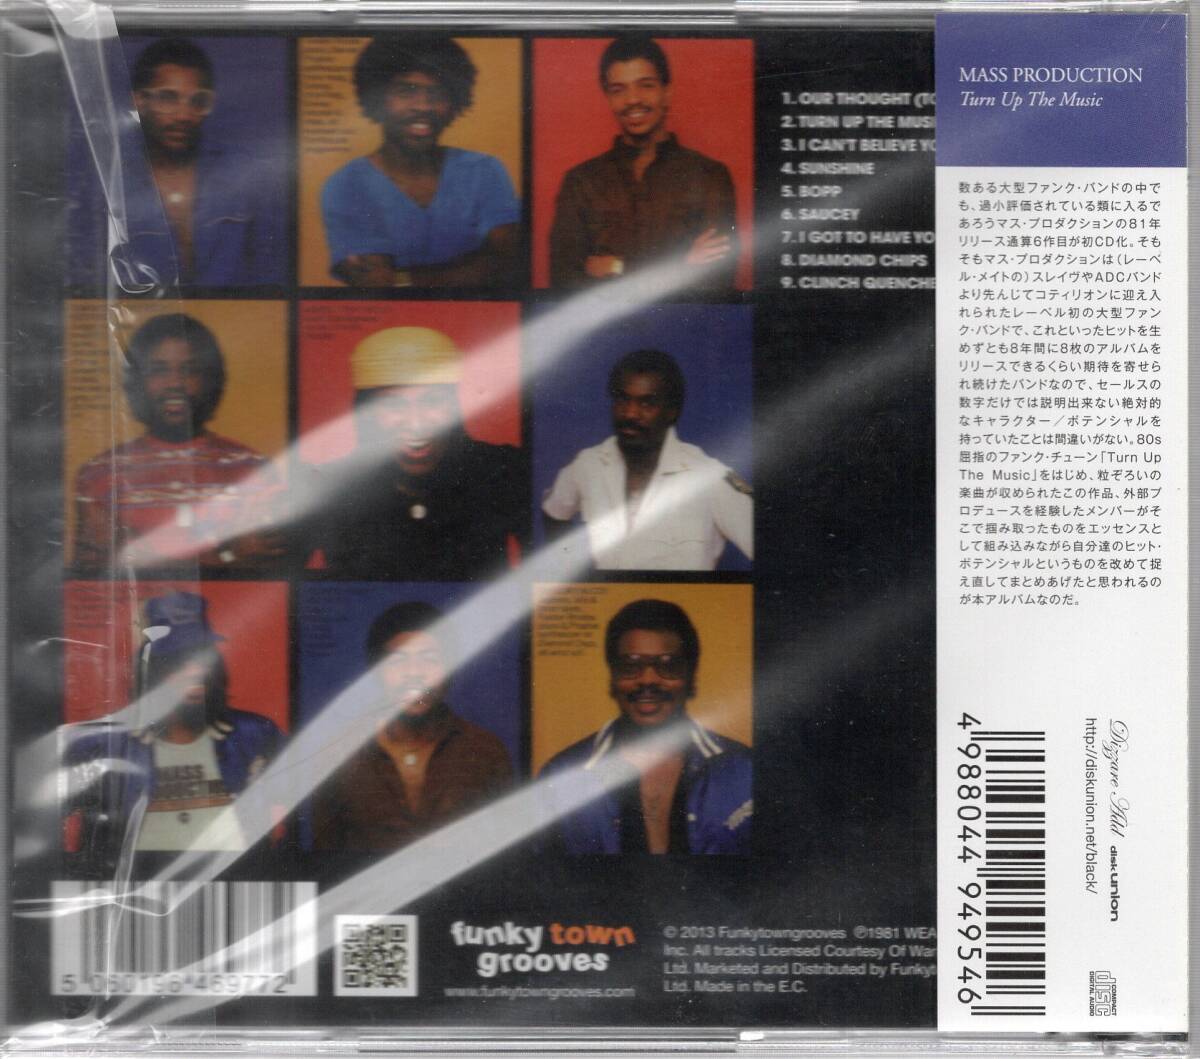 1. OUR THOUGHT (TO
2. TURN UP THE MUSI
3. I CAN'T BELIEVE YO
4. SUNSHINE
5. BOPP
6. SAUCEY
7. I GOT TO HAVE YO
8. DIAMOND CHIPS
9. CLINCH QUENCHE
MASS PRODUCTION
Turn Up The Music
数ある大型ファンク・バンドの中で
も、過小評価されている類に入るで
あろうマス・プロダクションの81年
リリース通算6作目が初CD化。そも
そもマス・プロダクションは(レーベ
ル・メイトの)スレイヴやADCバンド
より先んじてコティリオンに迎え入
れられたレーベル初の大型ファン
ク・バンドで、これといったヒットを生
めずとも8年間に8枚のアルバムを
リリースできるくらい期待を寄せら
れ続けたバンドなので、セールスの
数字だけでは説明出来ない絶対的
なキャラクター/ポテンシャルを
持っていたことは間違いがない。80s
屈指のファンク・チューン「Turn Up
The Music」をはじめ、粒ぞろいの
楽曲が収められたこの作品、外部プ
ロデュースを経験したメンバーがそ
こで掴み取ったものをエッセンスと
して組み込みながら自分達のヒット・
ポテンシャルというものを改めて捉
え直してまとめあげたと思われるの
が本アルバムなのだ。
MASS
5 060196 469772
funky town
grooves
www.funkytowngrooves.com
© 2013 Funkytowngrooves ℗1981 WEA
Inc. All tracks Licensed Courtesy Of War
Ltd. Marketed and Distributed by Funkyt
Ltd. Made in the E.C.
4 988044 949546
Dizzare Add
disk union
http://diskunion.net/black/
COMPACT
disc
DIGITAL AUDIO